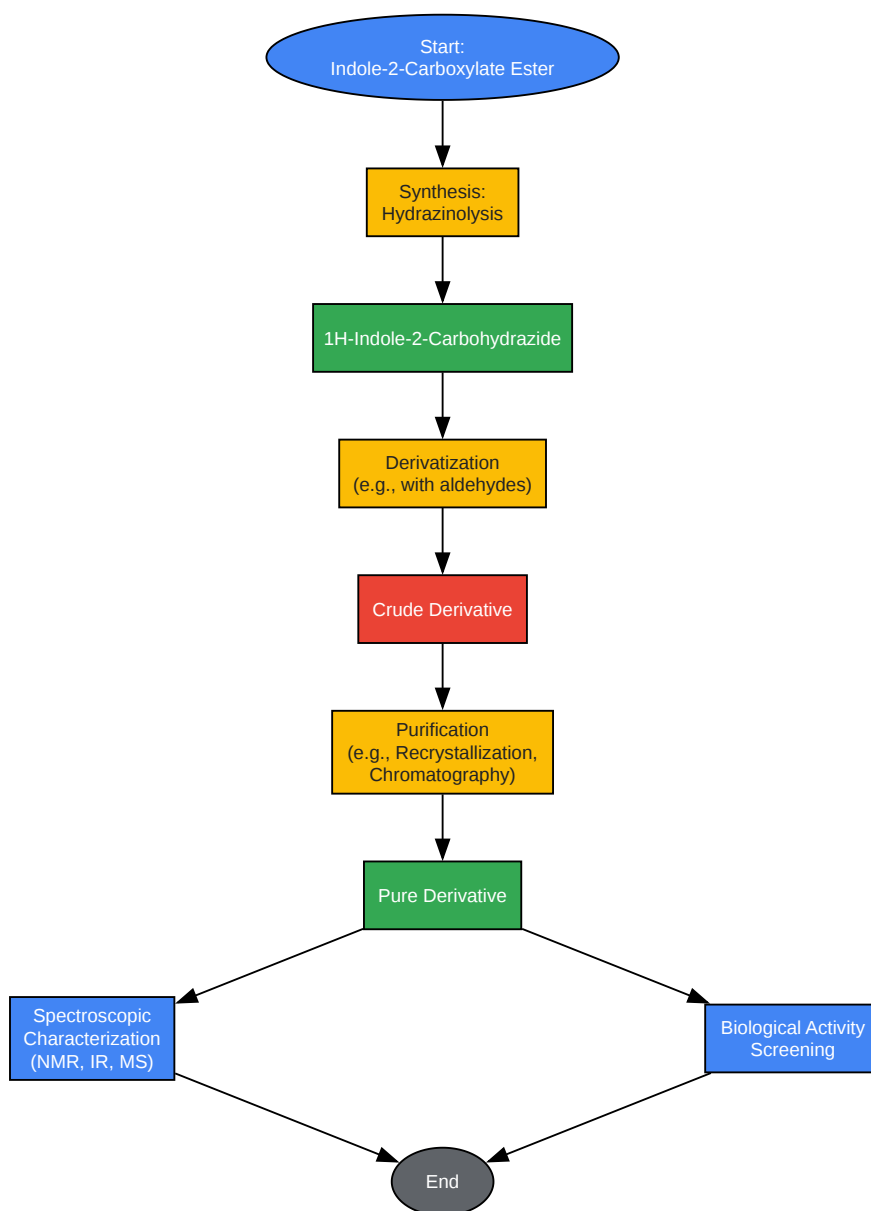 Start:
Indole-2-Carboxylate Ester
Synthesis:
Hydrazinolysis
1H-Indole-2-Carbohydrazide
Derivatization
(e.g., with aldehydes)
Crude Derivative
Purification
(e.g., Recrystallization,
Chromatography)
Pure Derivative
Spectroscopic
Characterization
(NMR, IR, MS)
Biological Activity
Screening
End